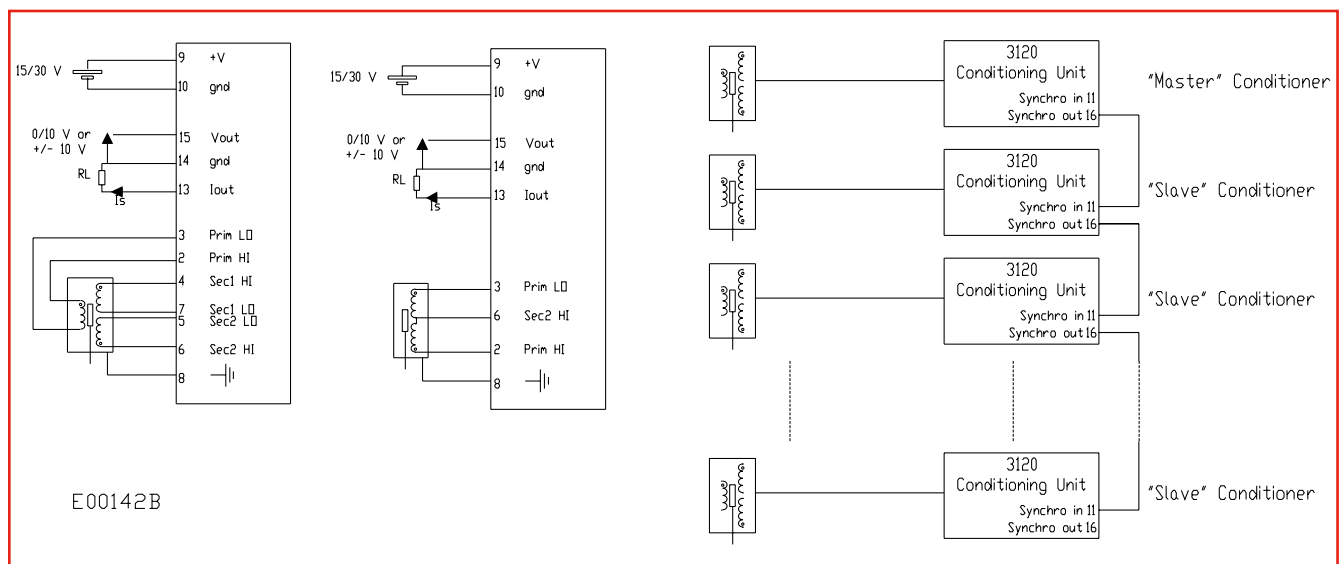 15/30 V
9 +V
10 gnd
0/10 V or
+/- 10 V
15 Vout
14 gnd
RL
13 Iout
Is
3 Prim LO
2 Prim HI
4 Sec1 HI
7 Sec1 LO
5 Sec2 LO
6 Sec2 HI
8
15/30 V
9 +V
10 gnd
0/10 V or
+/- 10 V
15 Vout
14 gnd
RL
13 Iout
Is
3 Prim LO
6 Sec2 HI
2 Prim HI
8
3120
Conditioning Unit
Synchro in 11
Synchro out 16
"Master" Conditioner
3120
Conditioning Unit
Synchro in 11
Synchro out 16
"Slave" Conditioner
3120
Conditioning Unit
Synchro in 11
Synchro out 16
"Slave" Conditioner
3120
Conditioning Unit
Synchro in 11
Synchro out 16
"Slave" Conditioner
E00142B